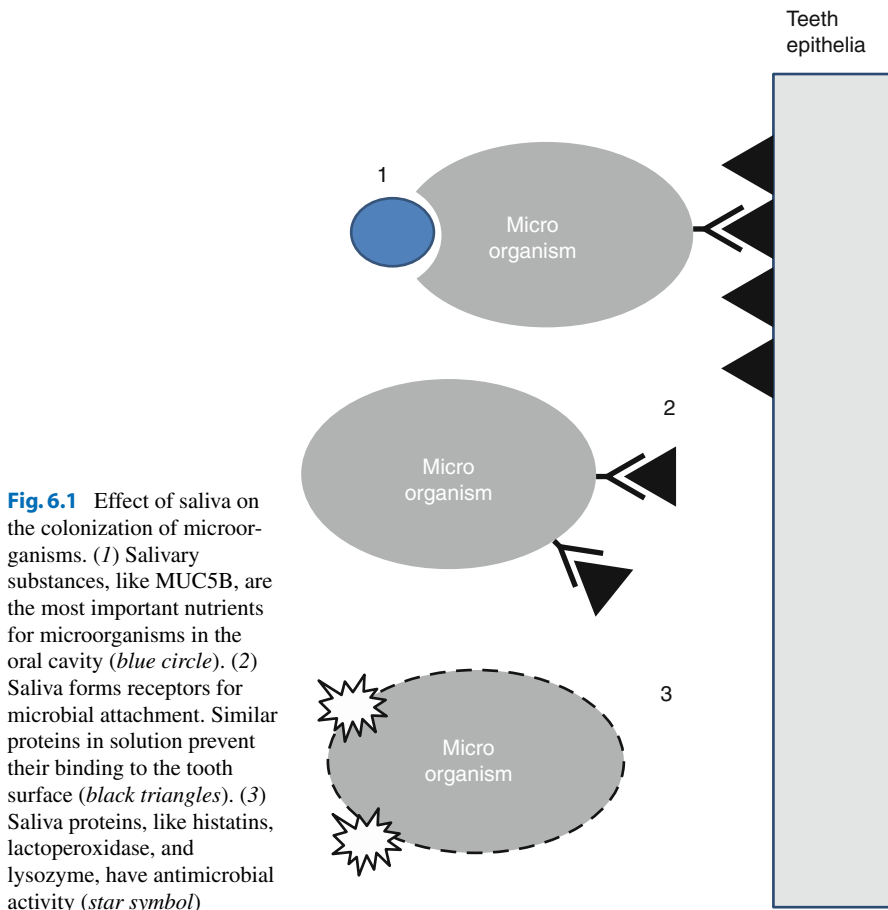 Teeth
epithelia
1
Micro
organism
2
Micro
organism
3
Micro
organism
Fig. 6.1 Effect of saliva on
the colonization of microor-
ganisms. (1) Salivary
substances, like MUC5B, are
the most important nutrients
for microorganisms in the
oral cavity (blue circle). (2)
Saliva forms receptors for
microbial attachment. Similar
proteins in solution prevent
their binding to the tooth
surface (black triangles). (3)
Saliva proteins, like histatins,
lactoperoxidase, and
lysozyme, have antimicrobial
activity (star symbol)